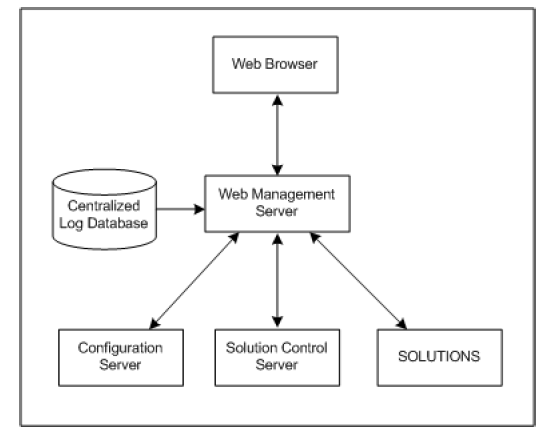 Web Browser
Centralized
Log Database
Web Management
Server
Configuration
Server
Solution Control
Server
SOLUTIONS